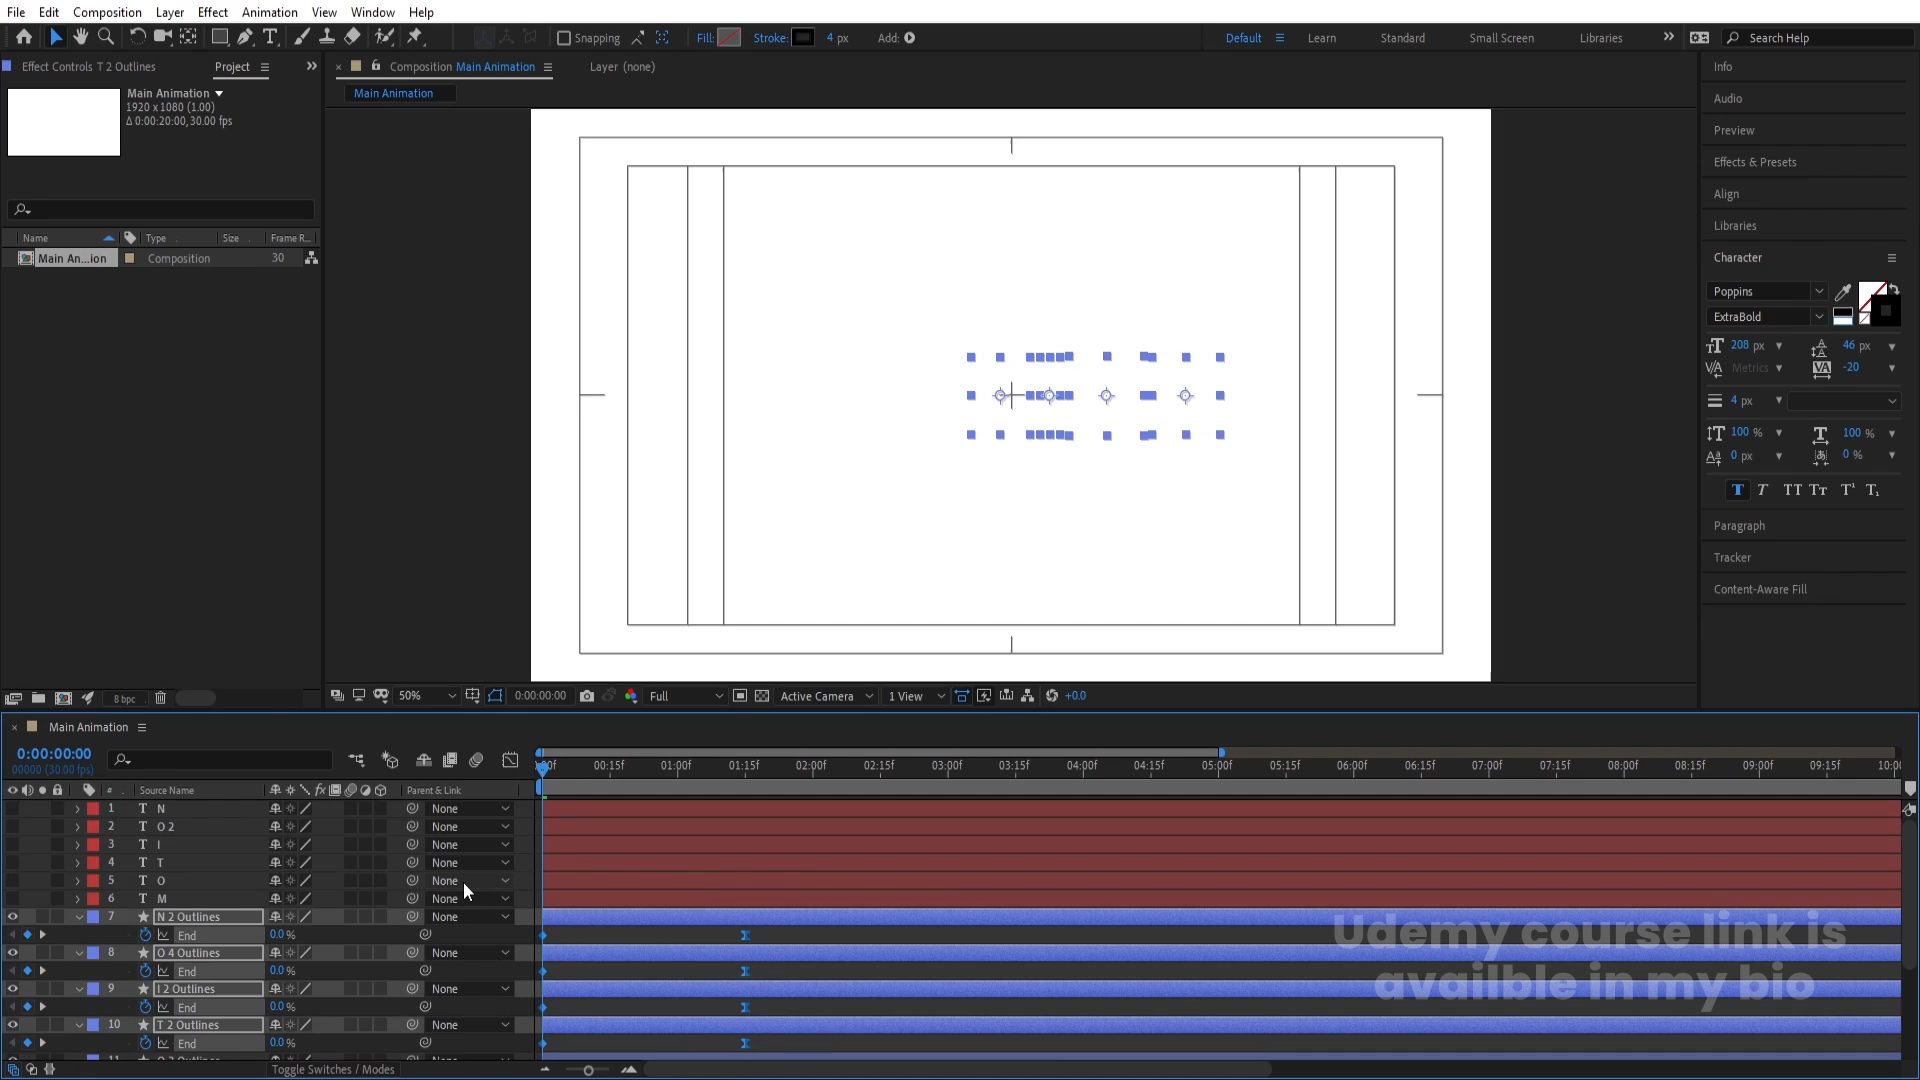 File Edit Composition Layer Effect Animation View Window Help
Snapping Fill: Stroke: 4 px Add: Default Learn Standard Small Screen Libraries Search Help
Effect Controls T 2 Outlines Project Composition Main Animation Layer (none) Info
Main Animation
Main Animation
1920 x 1080 (1.00)
Δ 0:00:20:00, 30.00 fps
Audio
Preview
Effects & Presets
Align
Libraries
Name Type Size Frame R...
Main An...ion Composition 30
Character
Poppins
ExtraBold
208 px 46 px
Metrics -20
4 px
100 % 100 %
0 px 0 %
T T TT Tt T¹ T₁
Paragraph
Tracker
Content-Aware Fill
8 bpc 50% 0:00:00:00 Full Active Camera 1 View +0.0
Main Animation
0:00:00:00
00000 (30.00 fps)
00:15f 01:00f 01:15f 02:00f 02:15f 03:00f 03:15f 04:00f 04:15f 05:00f 05:15f 06:00f 06:15f 07:00f 07:15f 08:00f 08:15f 09:00f 09:15f 10:0
# Source Name fx Parent & Link
1 T N None
2 T O 2 None
3 T I None
4 T T None
5 T O None
6 T M None
7 N 2 Outlines None
End 0.0 %
8 O 4 Outlines None
End 0.0 %
9 I 2 Outlines None
End 0.0 %
10 T 2 Outlines None
End 0.0 %
Toggle Switches / Modes
Udemy course link is
availble in my bio